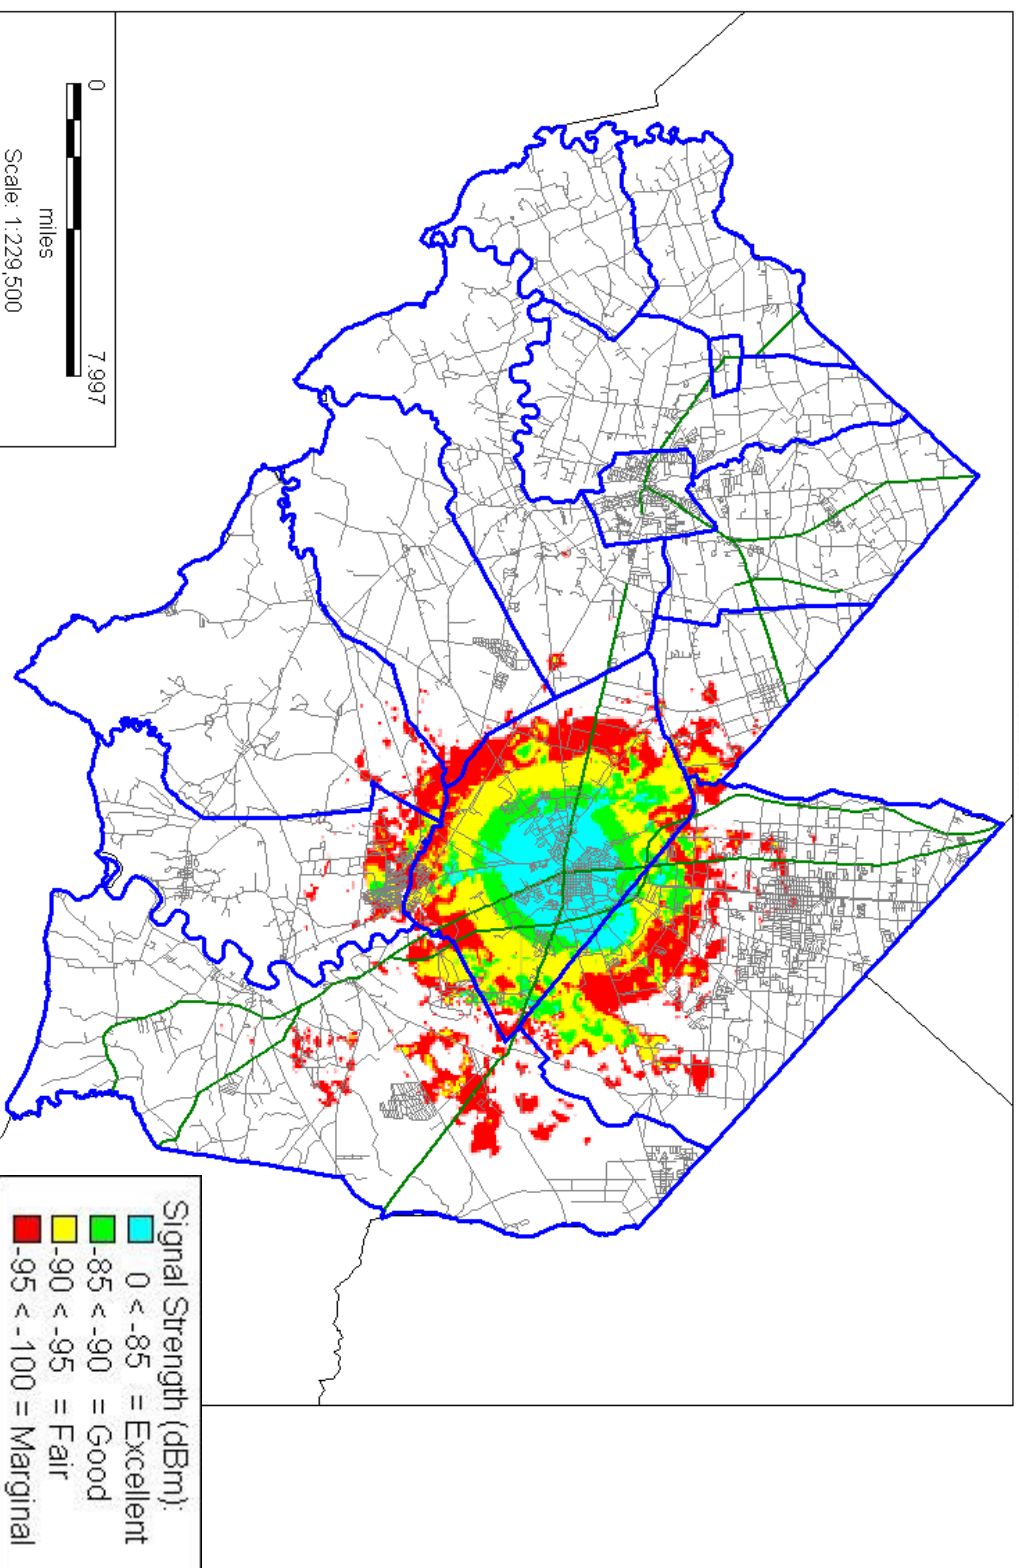 0 7.997
miles
Scale: 1:229,500
Signal Strength (dBm):
0 < -85 = Excellent
-85 < -90 = Good
-90 < -95 = Fair
-95 < -100 = Marginal